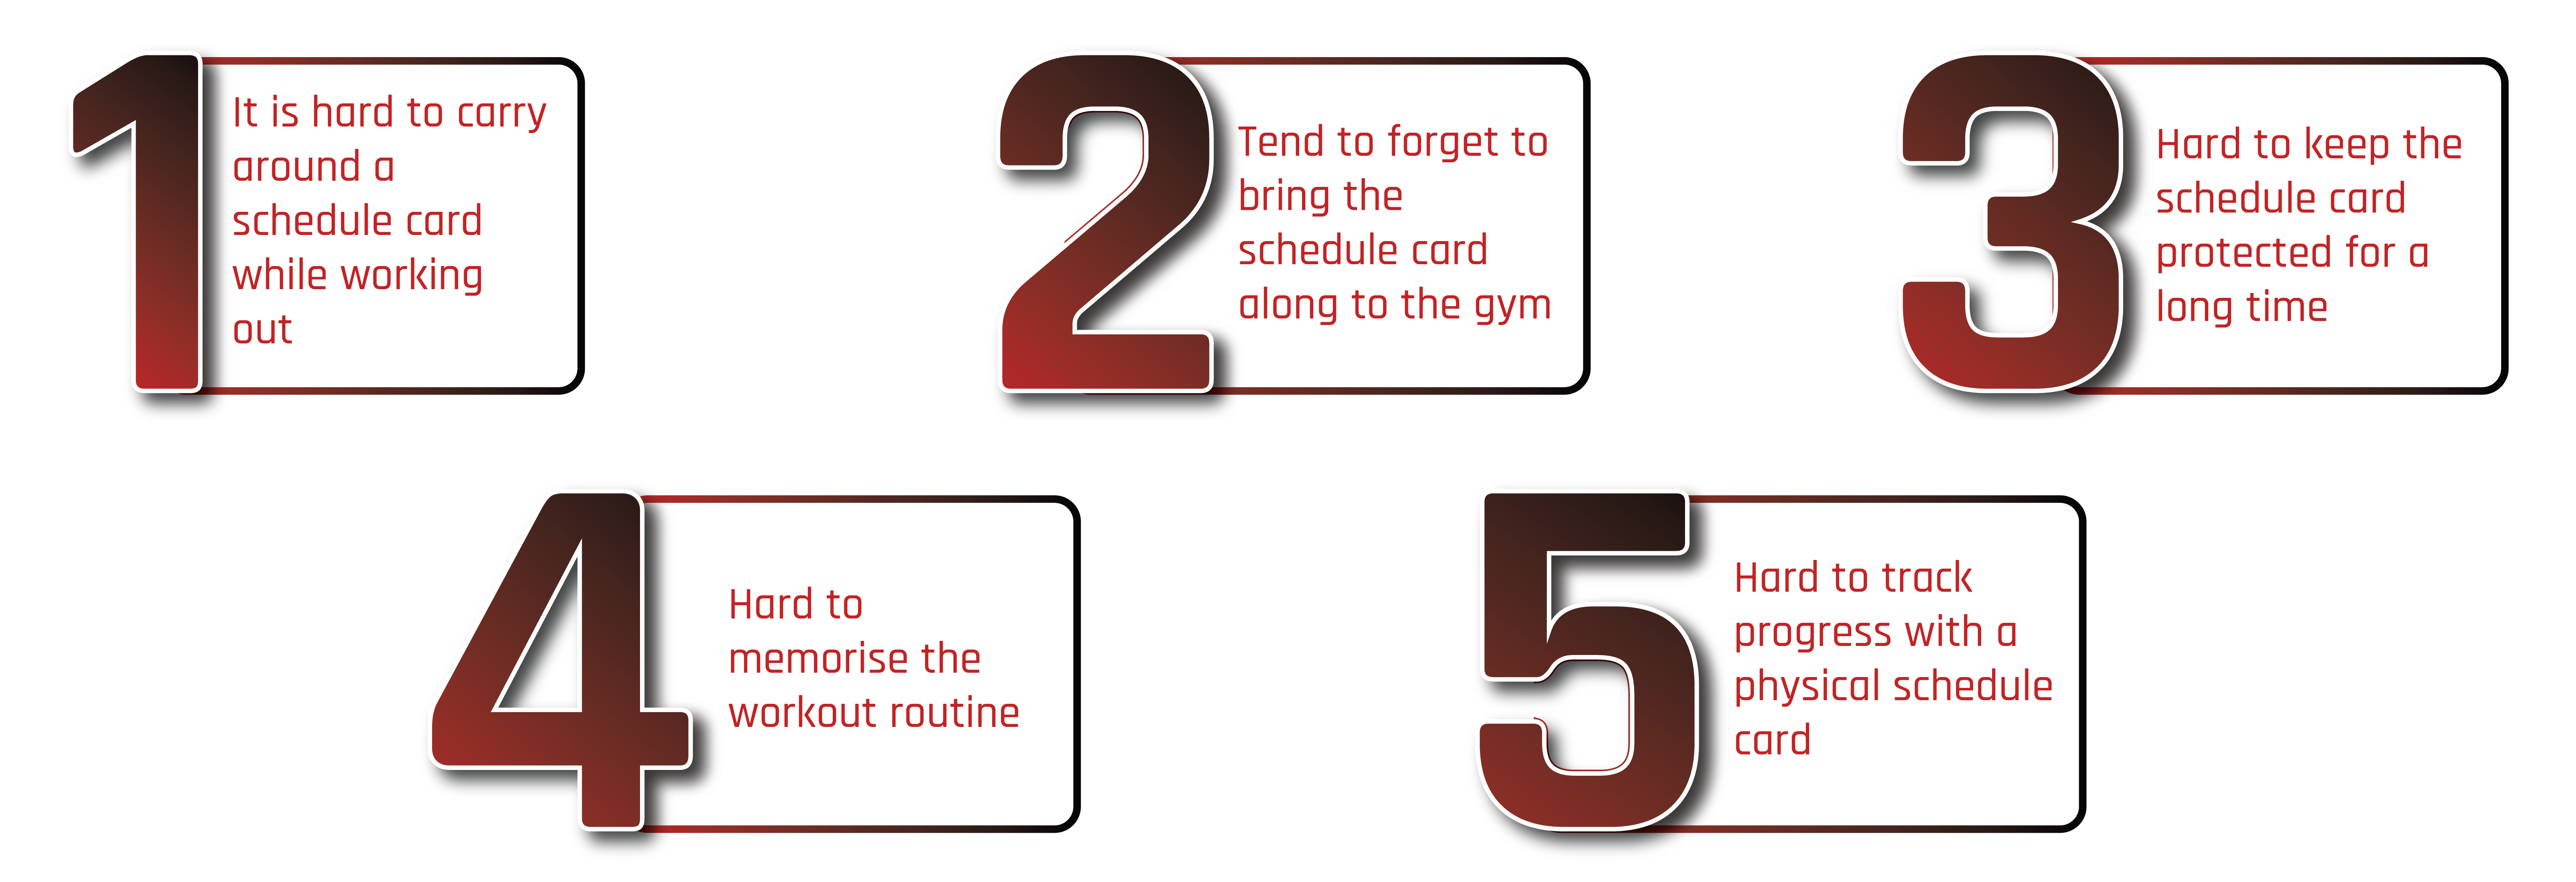 1
It is hard to carry
around a
schedule card
while working
out
2
Tend to forget to
bring the
schedule card
along to the gym
3
Hard to keep the
schedule card
protected for a
long time
4
Hard to
memorise the
workout routine
5
Hard to track
progress with a
physical schedule
card